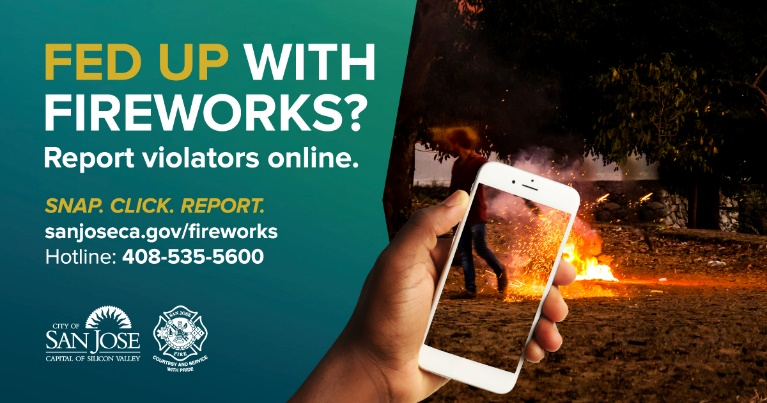 FED UP WITH
FIREWORKS?
Report violators online.
SNAP. CLICK. REPORT.
sanjoseca.gov/fireworks
Hotline: 408-535-5600
CITY OF
SAN JOSE
CAPITAL OF SILICON VALLEY
SAN JOSE
FIRE
COURTESY AND SERVICE
WITH PRIDE